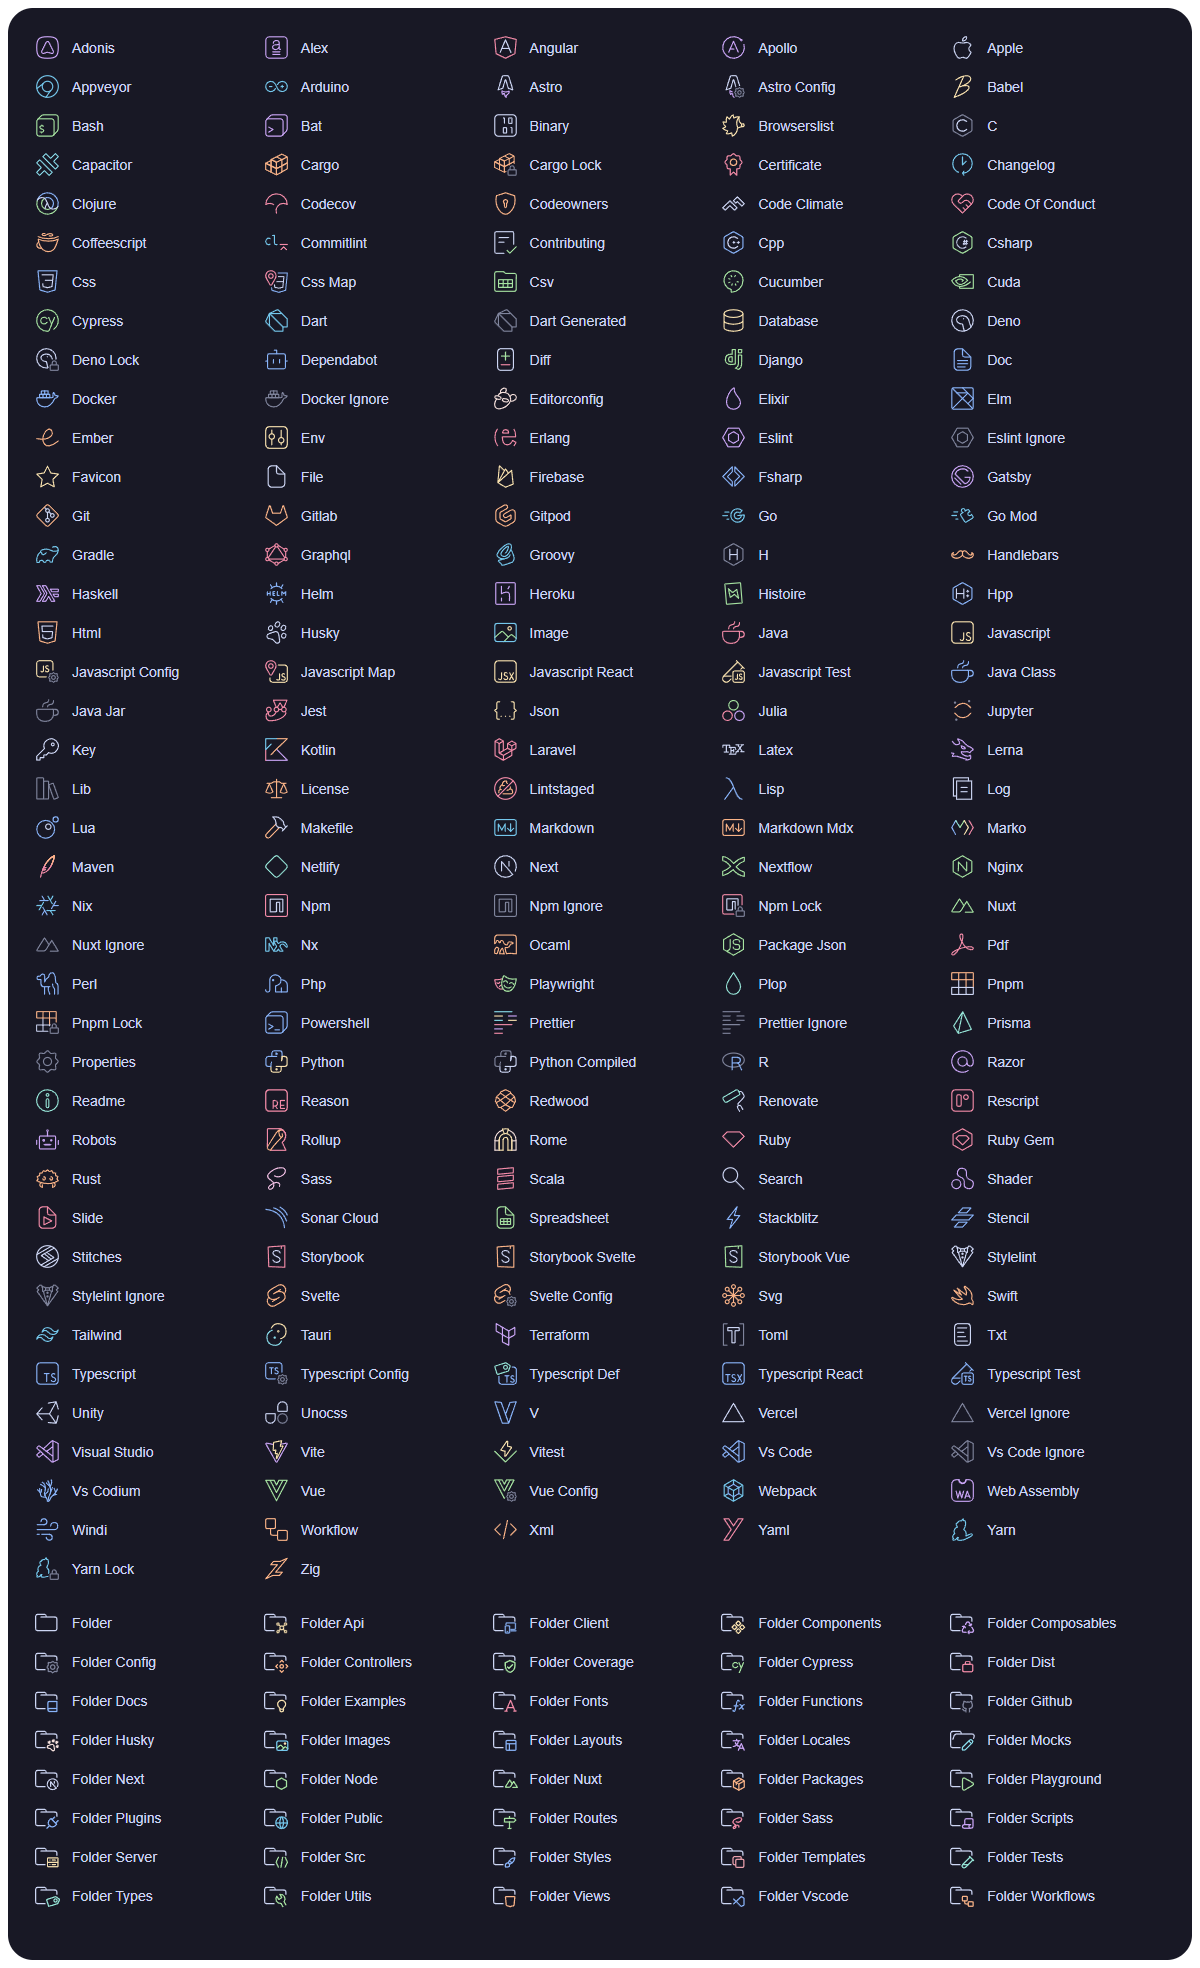 Adonis Alex Angular Apollo Apple
Appveyor Arduino Astro Astro Config Babel
Bash Bat Binary Browserslist C
Capacitor Cargo Cargo Lock Certificate Changelog
Clojure Codecov Codeowners Code Climate Code Of Conduct
Coffeescript Commitlint Contributing Cpp Csharp
Css Css Map Csv Cucumber Cuda
Cypress Dart Dart Generated Database Deno
Deno Lock Dependabot Diff Django Doc
Docker Docker Ignore Editorconfig Elixir Elm
Ember Env Erlang Eslint Eslint Ignore
Favicon File Firebase Fsharp Gatsby
Git Gitlab Gitpod Go Go Mod
Gradle Graphql Groovy H Handlebars
Haskell Helm Heroku Histoire Hpp
Html Husky Image Java Javascript
Javascript Config Javascript Map Javascript React Javascript Test Java Class
Java Jar Jest Json Julia Jupyter
Key Kotlin Laravel Latex Lerna
Lib License Lintstaged Lisp Log
Lua Makefile Markdown Markdown Mdx Marko
Maven Netlify Next Nextflow Nginx
Nix Npm Npm Ignore Npm Lock Nuxt
Nuxt Ignore Nx Ocaml Package Json Pdf
Perl Php Playwright Plop Pnpm
Pnpm Lock Powershell Prettier Prettier Ignore Prisma
Properties Python Python Compiled R Razor
Readme Reason Redwood Renovate Rescript
Robots Rollup Rome Ruby Ruby Gem
Rust Sass Scala Search Shader
Slide Sonar Cloud Spreadsheet Stackblitz Stencil
Stitches Storybook Storybook Svelte Storybook Vue Stylelint
Stylelint Ignore Svelte Svelte Config Svg Swift
Tailwind Tauri Terraform Toml Txt
Typescript Typescript Config Typescript Def Typescript React Typescript Test
Unity Unocss V Vercel Vercel Ignore
Visual Studio Vite Vitest Vs Code Vs Code Ignore
Vs Codium Vue Vue Config Webpack Web Assembly
Windi Workflow Xml Yaml Yarn
Yarn Lock Zig
Folder Folder Api Folder Client Folder Components Folder Composables
Folder Config Folder Controllers Folder Coverage Folder Cypress Folder Dist
Folder Docs Folder Examples Folder Fonts Folder Functions Folder Github
Folder Husky Folder Images Folder Layouts Folder Locales Folder Mocks
Folder Next Folder Node Folder Nuxt Folder Packages Folder Playground
Folder Plugins Folder Public Folder Routes Folder Sass Folder Scripts
Folder Server Folder Src Folder Styles Folder Templates Folder Tests
Folder Types Folder Utils Folder Views Folder Vscode Folder Workflows